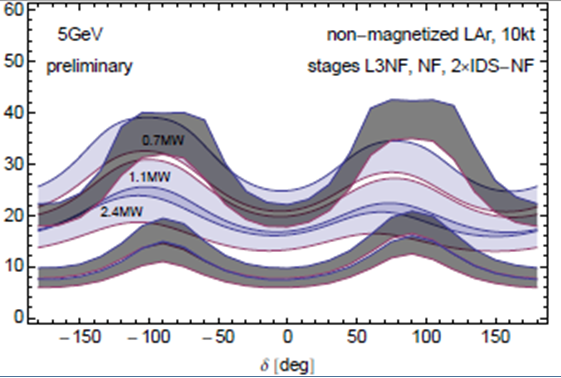 60
5GeV
non−magnetized LAr, 10kt
50
preliminary
stages L3NF, NF, 2×IDS−NF
40
0.7MW
30
1.1MW
20
2.4MW
10
0
−150 −100 −50 0 50 100 150
δ [deg]